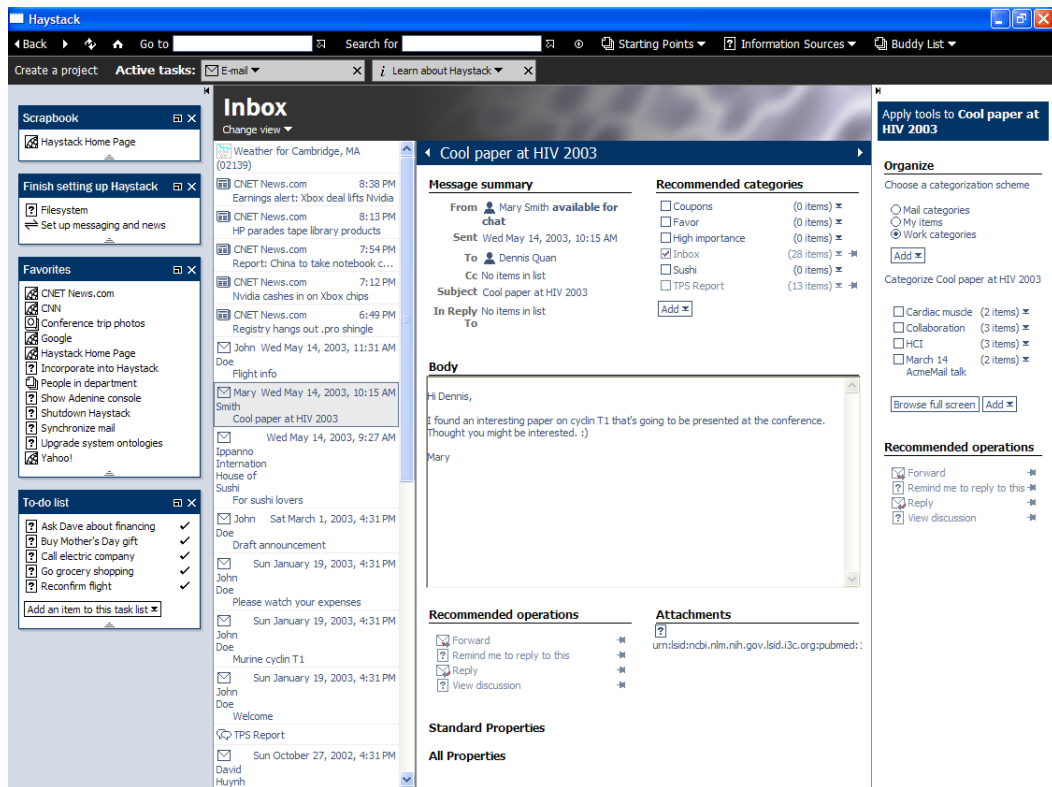 Haystack
Back Go to Search for Starting Points Information Sources Buddy List
Create a project Active tasks: E-mail Learn about Haystack
Scrapbook
Haystack Home Page
Finish setting up Haystack
Filesystem
Set up messaging and news
Favorites
CNET News.com
CNN
Conference trip photos
Google
Haystack Home Page
Incorporate into Haystack
People in department
Show Adenine console
Shutdown Haystack
Synchronize mail
Upgrade system ontologies
Yahoo!
To-do list
Ask Dave about financing
Buy Mother's Day gift
Call electric company
Go grocery shopping
Reconfirm flight
Add an item to this task list
Inbox
Change view
Weather for Cambridge, MA
(02139)
CNET News.com 8:38 PM
Earnings alert: Xbox deal lifts Nvidia
CNET News.com 8:13 PM
HP parades tape library products
CNET News.com 7:54 PM
Report: China to take notebook c...
CNET News.com 7:12 PM
Nvidia cashes in on Xbox chips
CNET News.com 6:49 PM
Registry hangs out .pro shingle
John Wed May 14, 2003, 11:31 AM
Doe
Flight info
Mary Wed May 14, 2003, 10:15 AM
Smith
Cool paper at HIV 2003
Wed May 14, 2003, 9:27 AM
Ippanno
Internation
House of
Sushi
For sushi lovers
John Sat March 1, 2003, 4:31 PM
Doe
Draft announcement
Sun January 19, 2003, 4:31 PM
John
Doe
Please watch your expenses
Sun January 19, 2003, 4:31 PM
John
Doe
Murine cyclin T1
Sun January 19, 2003, 4:31 PM
John
Doe
Welcome
TPS Report
Sun October 27, 2002, 4:31 PM
David
Huynh
Cool paper at HIV 2003
Message summary
From Mary Smith available for
chat
Sent Wed May 14, 2003, 10:15 AM
To Dennis Quan
Cc No items in list
Subject Cool paper at HIV 2003
In Reply No items in list
To
Recommended categories
Coupons (0 items)
Favor (0 items)
High importance (0 items)
Inbox (28 items)
Sushi (0 items)
TPS Report (13 items)
Add
Body
Hi Dennis,
I found an interesting paper on cyclin T1 that's going to be presented at the conference.
Thought you might be interested. :)
Mary
Recommended operations
Forward
Remind me to reply to this
Reply
View discussion
Attachments
urn:lsid:ncbi.nlm.nih.gov.lsid.i3c.org:pubmed:
Standard Properties
All Properties
Apply tools to Cool paper at
HIV 2003
Organize
Choose a categorization scheme
Mail categories
My items
Work categories
Add
Categorize Cool paper at HIV 2003
Cardiac muscle (2 items)
Collaboration (3 items)
HCI (3 items)
March 14 (2 items)
AcmeMail talk
Browse full screen Add
Recommended operations
Forward
Remind me to reply to this
Reply
View discussion